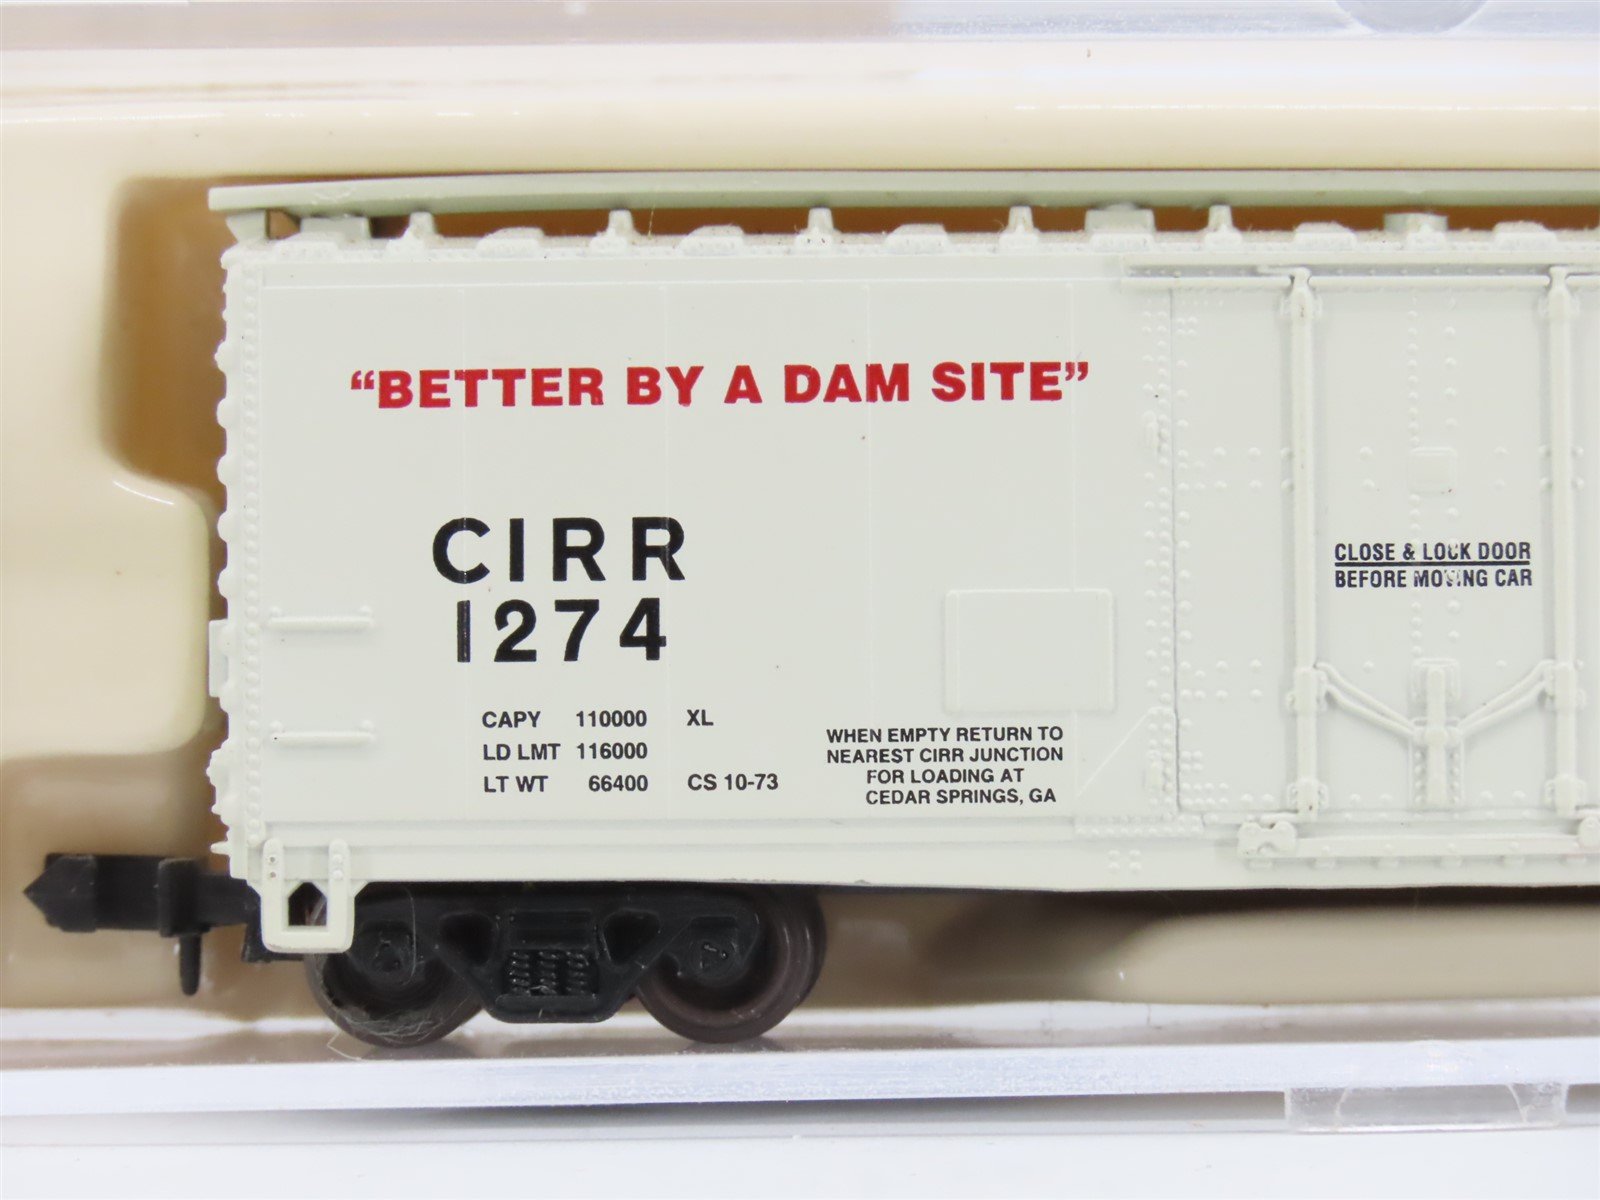 “BETTER BY A DAM SITE”
CIRR
1274
CAPY 110000 XL
LD LMT 116000
LT WT 66400 CS 10-73
WHEN EMPTY RETURN TO
NEAREST CIRR JUNCTION
FOR LOADING AT
CEDAR SPRINGS, GA
CLOSE & LOCK DOOR
BEFORE MOVING CAR